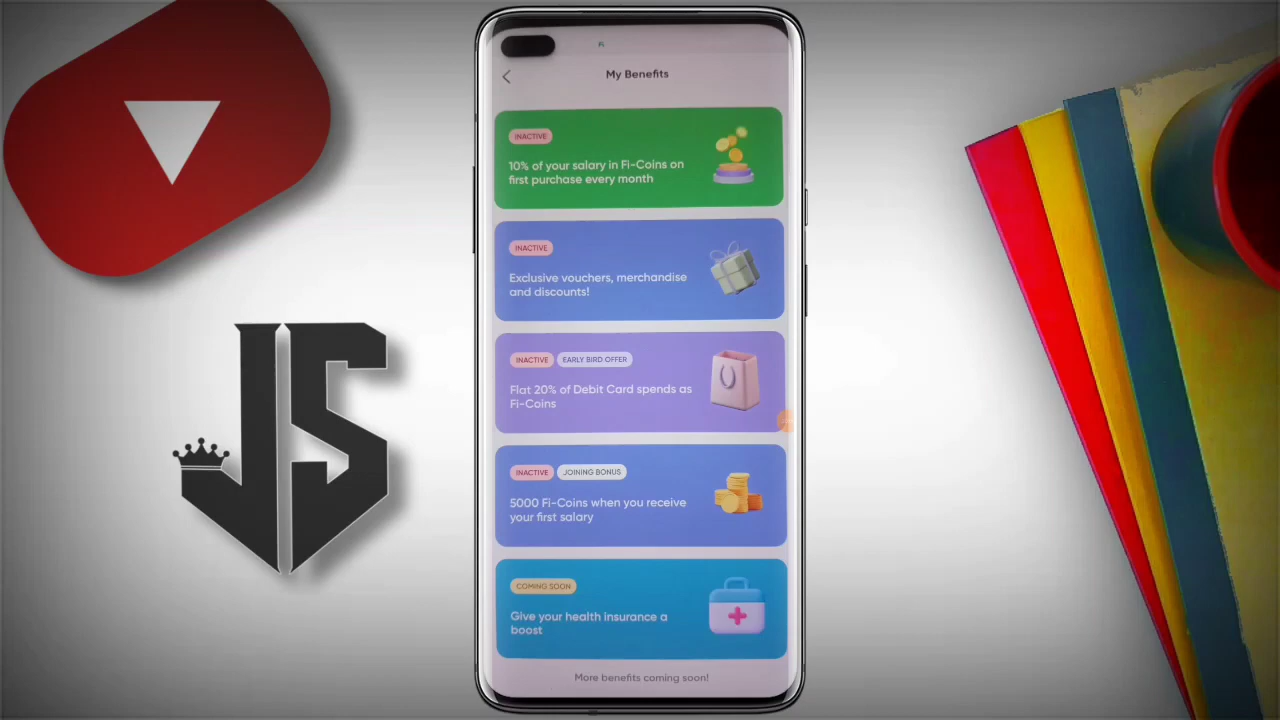 My Benefits
INACTIVE
10% of your salary in Fi-Coins on
first purchase every month
INACTIVE
Exclusive vouchers, merchandise
and discounts!
INACTIVE EARLY BIRD OFFER
Flat 20% of Debit Card spends as
Fi-Coins
INACTIVE JOINING BONUS
5000 Fi-Coins when you receive
your first salary
COMING SOON
Give your health insurance a
boost
More benefits coming soon!
JS